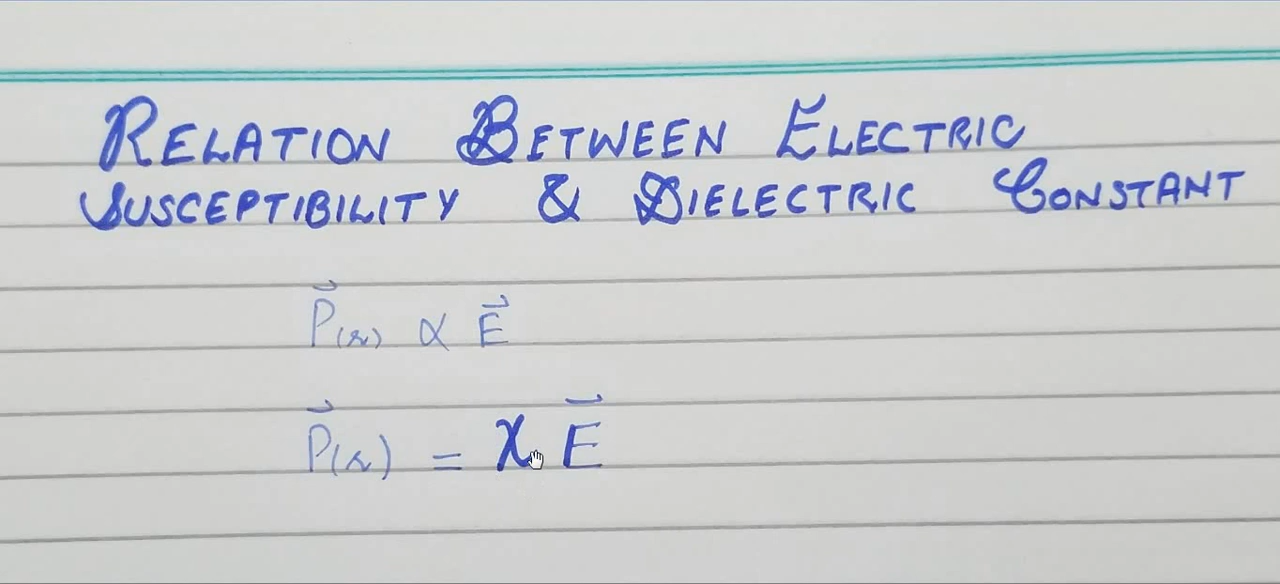 RELATION BETWEEN ELECTRIC
SUSCEPTIBILITY & DIELECTRIC CONSTANT
P⃗(r) ∝ E⃗
P⃗(r) = χ E⃗